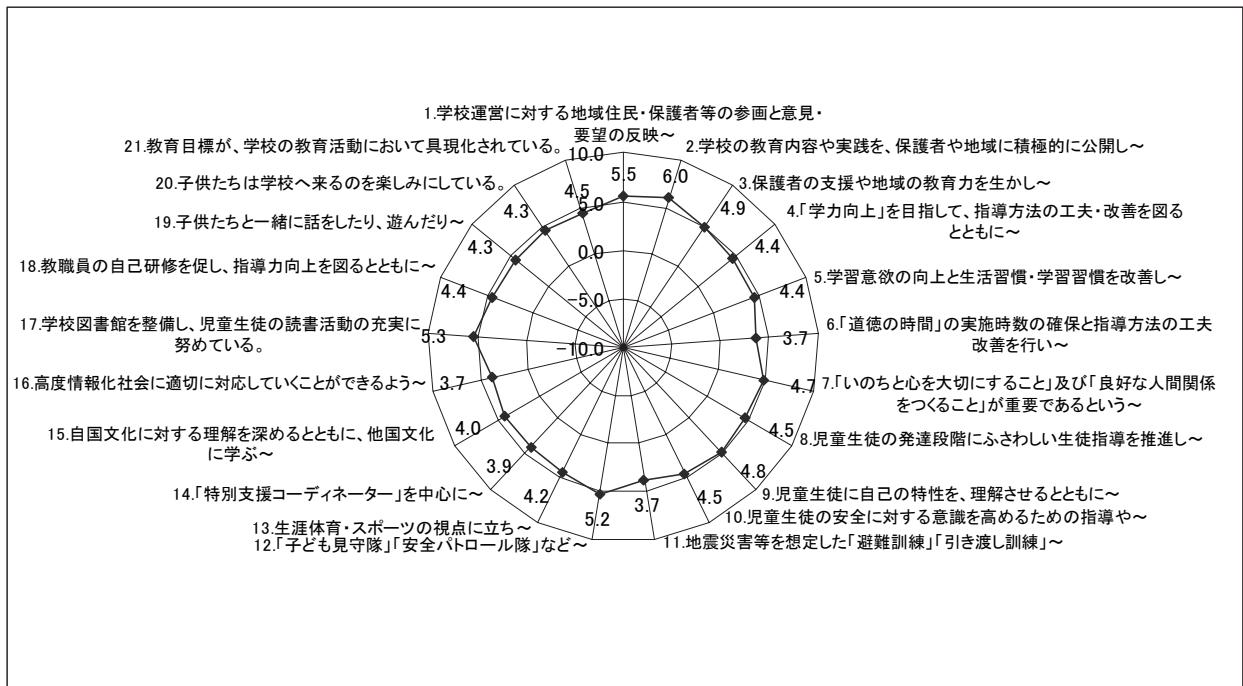 1.学校運営に対する地域住民・保護者等の参画と意見・
要望の反映～
2.学校の教育内容や実践を、保護者や地域に積極的に公開し～
3.保護者の支援や地域の教育力を生かし～
4.「学力向上」を目指して、指導方法の工夫・改善を図る
とともに～
5.学習意欲の向上と生活習慣・学習習慣を改善し～
6.「道徳の時間」の実施時数の確保と指導方法の工夫
改善を行い～
7.「いのちと心を大切にすること」及び「良好な人間関係
をつくること」が重要であるという～
8.児童生徒の発達段階にふさわしい生徒指導を推進し～
9.児童生徒に自己の特性を、理解させるとともに～
10.児童生徒の安全に対する意識を高めるための指導や～
11.地震災害等を想定した「避難訓練」「引き渡し訓練」～
12.「子ども見守隊」「安全パトロール隊」など～
13.生涯体育・スポーツの視点に立ち～
14.「特別支援コーディネーター」を中心に～
15.自国文化に対する理解を深めるとともに、他国文化
に学ぶ～
16.高度情報化社会に適切に対応していくことができるよう～
17.学校図書館を整備し、児童生徒の読書活動の充実に
努めている。
18.教職員の自己研修を促し、指導力向上を図るとともに～
19.子供たちと一緒に話をしたり、遊んだり～
20.子供たちは学校へ来るのを楽しみにしている。
21.教育目標が、学校の教育活動において具現化されている。
10.0
5.0
0.0
-5.0
-10.0
5.5
6.0
4.9
4.4
4.4
3.7
4.7
4.5
4.8
4.5
3.7
5.2
4.2
3.9
4.0
3.7
5.3
4.4
4.3
4.3
4.5